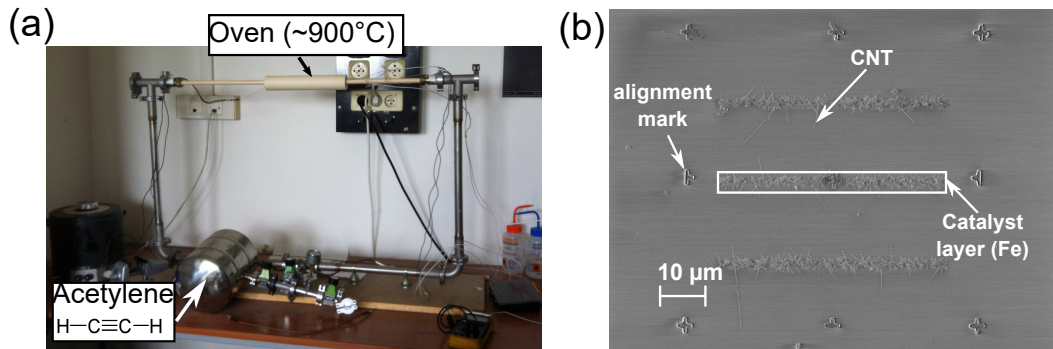 (a)
Oven (~900°C)
Acetylene
H−C≡C−H
(b)
CNT
alignment
mark
Catalyst
layer (Fe)
10 μm